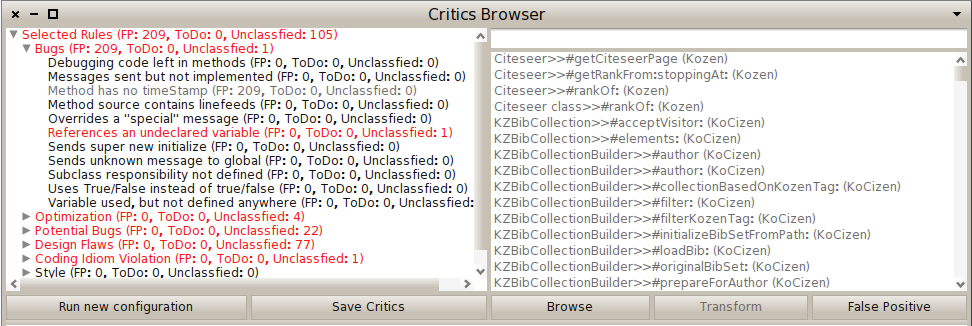 Critics Browser
Selected Rules (FP: 209, ToDo: 0, Unclassfied: 105)
Bugs (FP: 209, ToDo: 0, Unclassfied: 1)
Debugging code left in methods (FP: 0, ToDo: 0, Unclassified: 0)
Messages sent but not implemented (FP: 0, ToDo: 0, Unclassified: 0)
Method has no timeStamp (FP: 209, ToDo: 0, Unclassified: 0)
Method source contains linefeeds (FP: 0, ToDo: 0, Unclassified: 0)
Overrides a "special" message (FP: 0, ToDo: 0, Unclassified: 0)
References an undeclared variable (FP: 0, ToDo: 0, Unclassified: 1)
Sends super new initialize (FP: 0, ToDo: 0, Unclassified: 0)
Sends unknown message to global (FP: 0, ToDo: 0, Unclassified: 0)
Subclass responsibility not defined (FP: 0, ToDo: 0, Unclassified: 0)
Uses True/False instead of true/false (FP: 0, ToDo: 0, Unclassified: 0)
Variable used, but not defined anywhere (FP: 0, ToDo: 0, Unclassified:
Optimization (FP: 0, ToDo: 0, Unclassfied: 4)
Potential Bugs (FP: 0, ToDo: 0, Unclassfied: 22)
Design Flaws (FP: 0, ToDo: 0, Unclassfied: 77)
Coding Idiom Violation (FP: 0, ToDo: 0, Unclassfied: 1)
Style (FP: 0, ToDo: 0, Unclassfied: 0)
Citeseer>>#getCiteseerPage (Kozen)
Citeseer>>#getRankFrom:stoppingAt: (Kozen)
Citeseer>>#rankOf: (Kozen)
Citeseer class>>#rankOf: (Kozen)
KZBibCollection>>#acceptVisitor: (KoCizen)
KZBibCollection>>#elements: (KoCizen)
KZBibCollectionBuilder>>#author (KoCizen)
KZBibCollectionBuilder>>#author: (KoCizen)
KZBibCollectionBuilder>>#collectionBasedOnKozenTag: (KoCizen)
KZBibCollectionBuilder>>#filter: (KoCizen)
KZBibCollectionBuilder>>#filterKozenTag: (KoCizen)
KZBibCollectionBuilder>>#initializeBibSetFromPath: (KoCizen)
KZBibCollectionBuilder>>#loadBib: (KoCizen)
KZBibCollectionBuilder>>#originalBibSet: (KoCizen)
KZBibCollectionBuilder>>#prepareForAuthor (KoCizen)
Run new configuration
Save Critics
Browse
Transform
False Positive